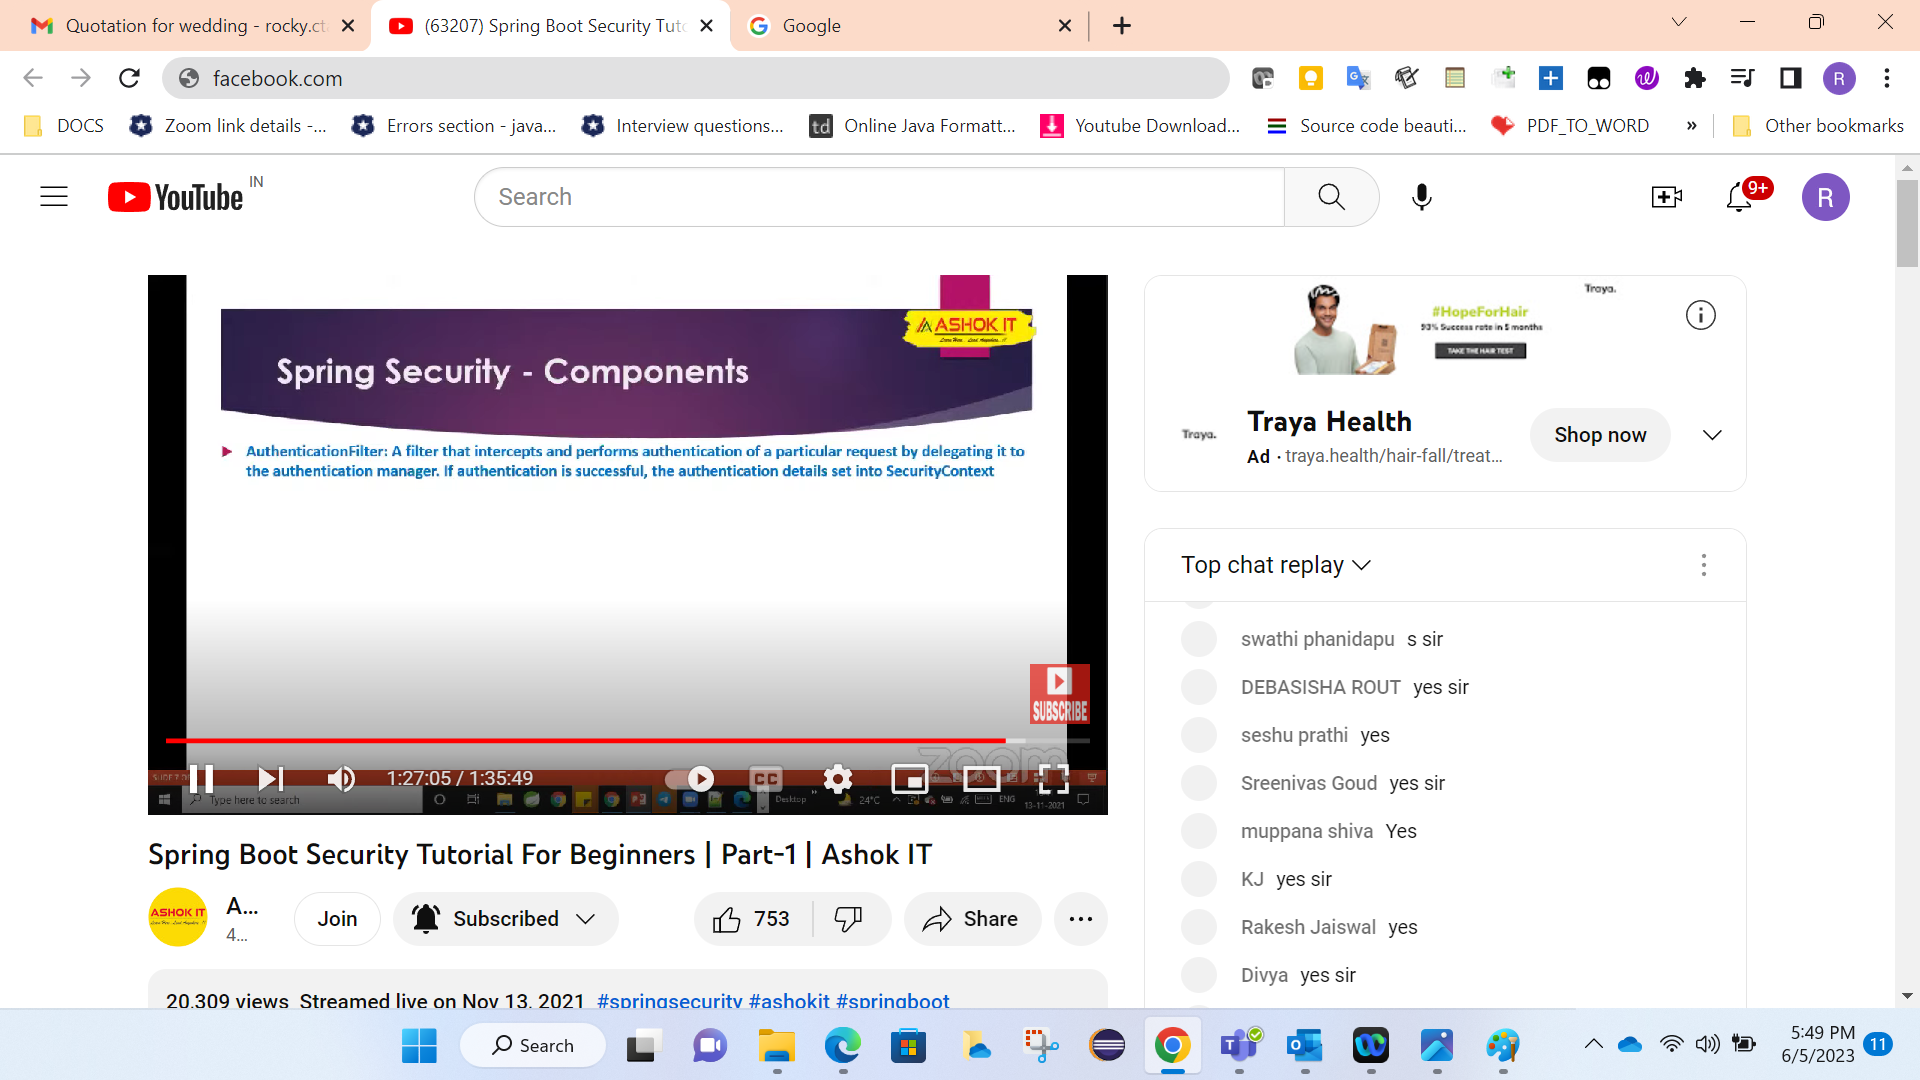 Quotation for wedding - rocky.ct
(63207) Spring Boot Security Tut
Google
facebook.com
R
DOCS
Zoom link details -...
Errors section - java...
Interview questions...
td
Online Java Formatt...
Youtube Download...
Source code beauti...
PDF_TO_WORD
»
Other bookmarks
YouTube IN
Search
9+
R
ASHOK IT
Spring Security - Components
AuthenticationFilter: A filter that intercepts and performs authentication of a particular request by delegating it to
the authentication manager. If authentication is successful, the authentication details set into SecurityContext
SUBSCRIBE
zoom
1:27:05 / 1:35:49
CC
Type here to search
Desktop
24°C
ENG
13-11-2021
Traya.
#HopeForHair
93% Success rate in 5 months
TAKE THE HAIR TEST
Traya.
Traya Health
Ad · traya.health/hair-fall/treat...
Shop now
Top chat replay
swathi phanidapu s sir
DEBASISHA ROUT yes sir
seshu prathi yes
Sreenivas Goud yes sir
muppana shiva Yes
KJ yes sir
Rakesh Jaiswal yes
Divya yes sir
Spring Boot Security Tutorial For Beginners | Part-1 | Ashok IT
ASHOK IT
A...
4...
Join
Subscribed
753
Share
20,309 views Streamed live on Nov 13, 2021 #springsecurity #ashokit #springboot
Search
5:49 PM
6/5/2023
11